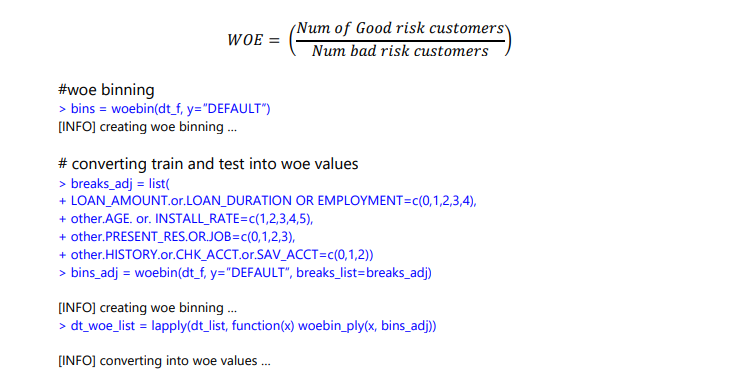 WOE = (Num of Good risk customers / Num bad risk customers)
#woe binning
> bins = woebin(dt_f, y="DEFAULT")
[INFO] creating woe binning ...
# converting train and test into woe values
> breaks_adj = list(
+ LOAN_AMOUNT.or.LOAN_DURATION OR EMPLOYMENT=c(0,1,2,3,4),
+ other.AGE. or. INSTALL_RATE=c(1,2,3,4,5),
+ other.PRESENT_RES.OR.JOB=c(0,1,2,3),
+ other.HISTORY.or.CHK_ACCT.or.SAV_ACCT=c(0,1,2))
> bins_adj = woebin(dt_f, y="DEFAULT", breaks_list=breaks_adj)
[INFO] creating woe binning ...
> dt_woe_list = lapply(dt_list, function(x) woebin_ply(x, bins_adj))
[INFO] converting into woe values ...